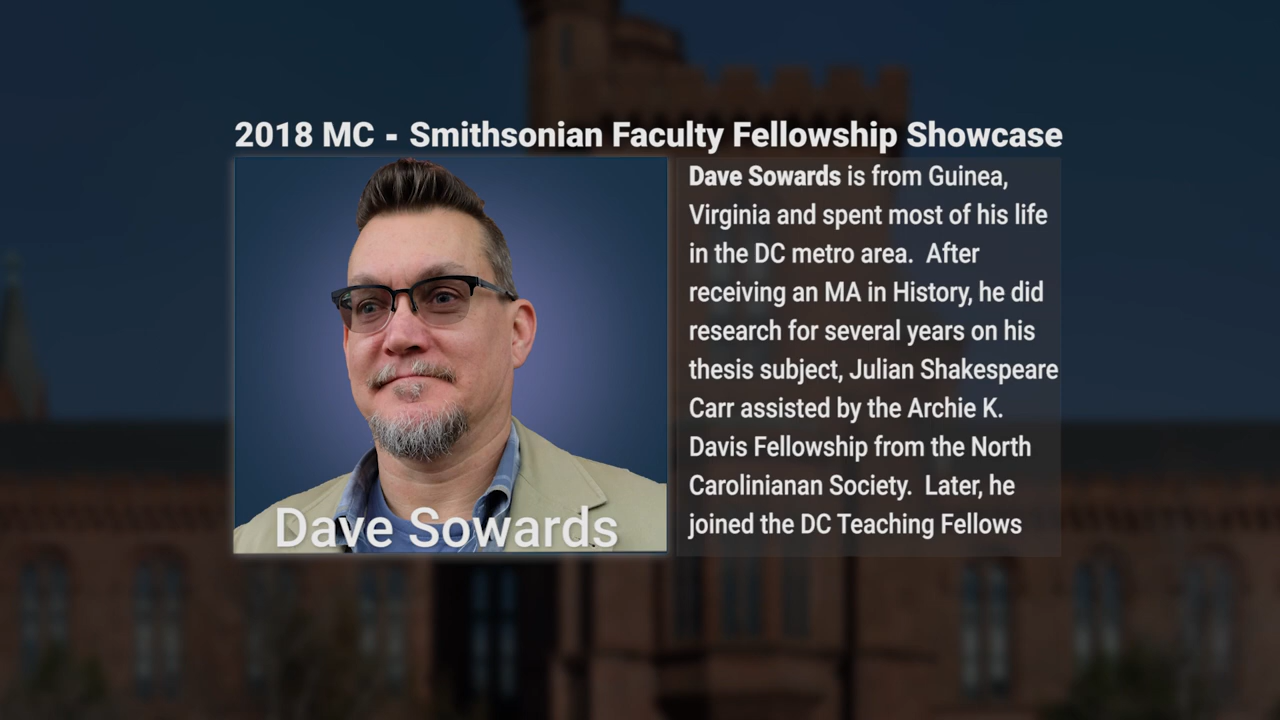 2018 MC - Smithsonian Faculty Fellowship Showcase
Dave Sowards is from Guinea,
Virginia and spent most of his life
in the DC metro area.  After
receiving an MA in History, he did
research for several years on his
thesis subject, Julian Shakespeare
Carr assisted by the Archie K.
Davis Fellowship from the North
Carolinianan Society.  Later, he
joined the DC Teaching Fellows
Dave Sowards